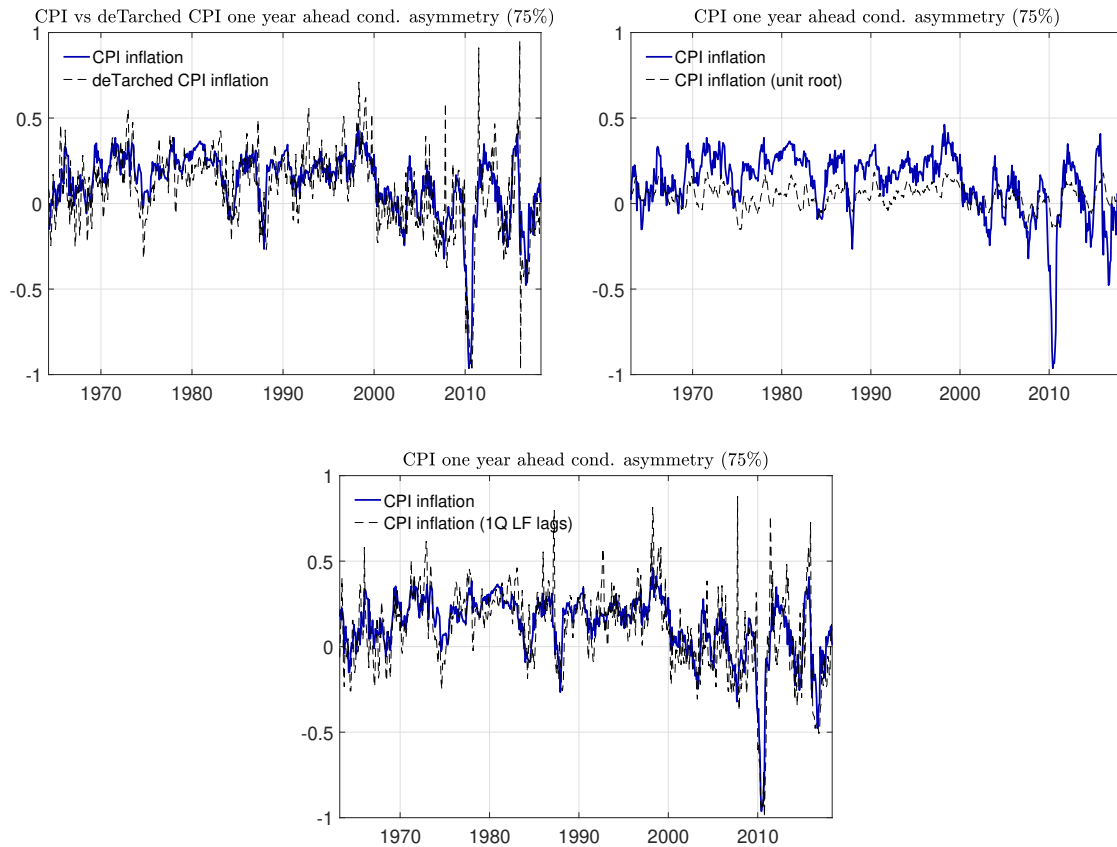 CPI vs deTarched CPI one year ahead cond. asymmetry (75%)
1
0.5
0
-0.5
-1
CPI inflation
deTarched CPI inflation
1970 1980 1990 2000 2010
CPI one year ahead cond. asymmetry (75%)
1
0.5
0
-0.5
-1
CPI inflation
CPI inflation (unit root)
1970 1980 1990 2000 2010
CPI one year ahead cond. asymmetry (75%)
1
0.5
0
-0.5
-1
CPI inflation
CPI inflation (1Q LF lags)
1970 1980 1990 2000 2010